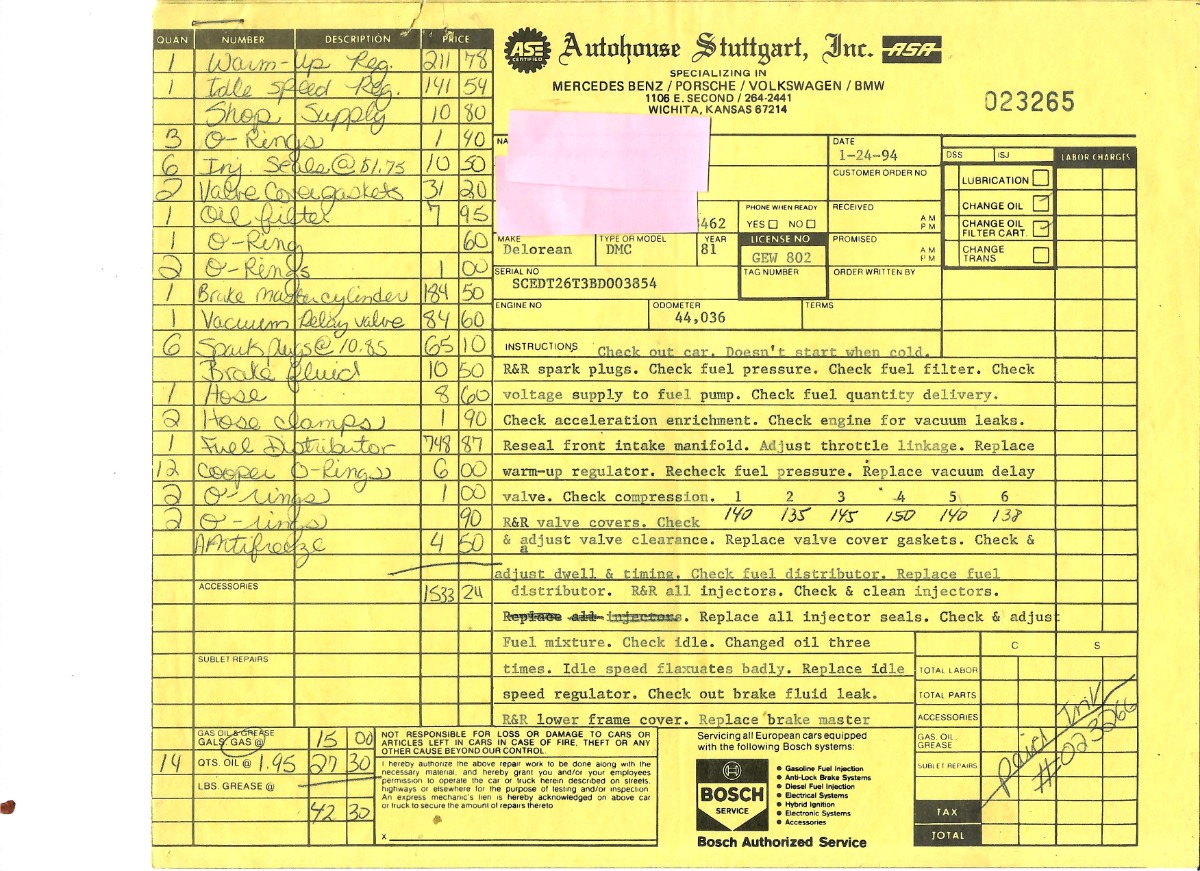 ASE CERTIFIED
Autohouse Stuttgart, Inc. ASA
SPECIALIZING IN
MERCEDES BENZ / PORSCHE / VOLKSWAGEN / BMW
1106 E. SECOND / 264-2441
WICHITA, KANSAS 67214
023265
QUAN NUMBER DESCRIPTION PRICE
1 Warm-up Reg. 211 78
1 Idle speed Reg. 141 54
Shop Supply 10 80
3 O-Rings 1 40
6 Inj. Seals @ $1.75 10 50
2 Valve Cover gaskets 31 20
1 Oil filter 7 95
1 O-Ring 60
2 O-Rings 1 00
1 Brake Master cylinder 184 50
1 Vacuum Delay valve 84 60
6 Spark plugs @ 10.85 65 10
Brake fluid 10 50
1 Hose 8 60
2 Hose clamps 1 90
1 Fuel Distributor 748 87
12 Cooper O-Rings 6 00
2 O-rings 1 00
2 O-rings 90
Antifreeze 4 50
ACCESSORIES
1533 24
SUBLET REPAIRS
GAS, OIL & GREASE
GALS. GAS @ 15 00
14 QTS. OIL @ 1.95 27 30
LBS. GREASE @
42 30
NA
DATE
1-24-94
CUSTOMER ORDER NO
462
PHONE WHEN READY
YES NO
RECEIVED
A M
P M
MAKE
Delorean
TYPE OR MODEL
DMC
YEAR
81
LICENSE NO
GEW 802
PROMISED
A M
P M
SERIAL NO
SCEDT26T3BD003854
TAG NUMBER
ORDER WRITTEN BY
ENGINE NO
ODOMETER
44,036
TERMS
DSS ISJ LABOR CHARGES
LUBRICATION
CHANGE OIL
CHANGE OIL
FILTER CART.
CHANGE
TRANS
INSTRUCTIONS Check out car. Doesn't start when cold.
R&R spark plugs. Check fuel pressure. Check fuel filter. Check
voltage supply to fuel pump. Check fuel quantity delivery.
Check acceleration enrichment. Check engine for vacuum leaks.
Reseal front intake manifold. Adjust throttle linkage. Replace
warm-up regulator. Recheck fuel pressure. Replace vacuum delay
valve. Check compression. 1 2 3 4 5 6
R&R valve covers. Check 140 135 145 150 140 138
& adjust valve clearance. Replace valve cover gaskets. Check &
adjust dwell & timing. Check fuel distributor. Replace fuel
distributor. R&R all injectors. Check & clean injectors.
Replace all injectors. Replace all injector seals. Check & adjust
Fuel mixture. Check idle. Changed oil three
times. Idle speed flaxuates badly. Replace idle
speed regulator. Check out brake fluid leak.
R&R lower frame cover. Replace brake master
C S
TOTAL LABOR
TOTAL PARTS
ACCESSORIES
GAS, OIL,
GREASE
SUBLET REPAIRS
TAX
TOTAL
paid Inv
#023266
NOT RESPONSIBLE FOR LOSS OR DAMAGE TO CARS OR
ARTICLES LEFT IN CARS IN CASE OF FIRE, THEFT OR ANY
OTHER CAUSE BEYOND OUR CONTROL.
I hereby authorize the above repair work to be done along with the
necessary material, and hereby grant you and/or your employees
permission to operate the car or truck herein described on streets,
highways or elsewhere for the purpose of testing and/or inspection.
An express mechanic's lien is hereby acknowledged on above car
or truck to secure the amount of repairs thereto
X
Servicing all European cars equipped
with the following Bosch systems:
BOSCH
SERVICE
• Gasoline Fuel Injection
• Anti-Lock Brake Systems
• Diesel Fuel Injection
• Electrical Systems
• Hybrid Ignition
• Electronic Systems
• Accessories
Bosch Authorized Service